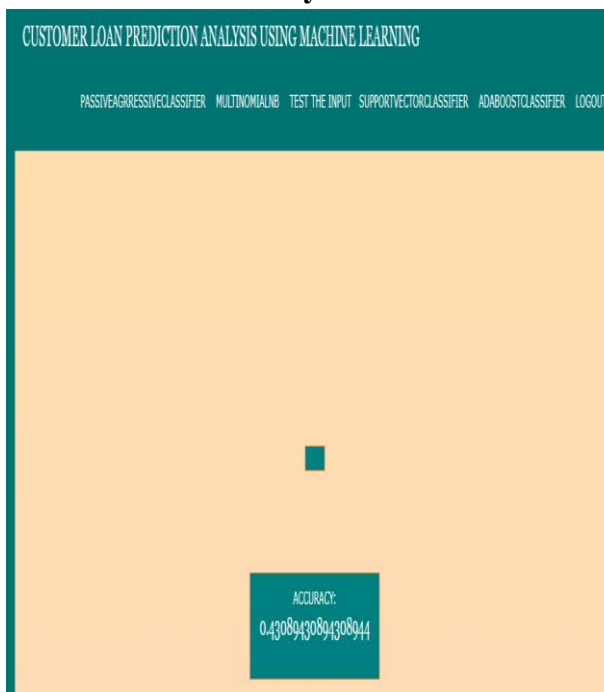 CUSTOMER LOAN PREDICTION ANALYSIS USING MACHINE LEARNING
PASSIVEAGRRESSIVECLASSIFIER MULTINOMIALNB TEST THE INPUT SUPPORTVECTORCLASSIFIER ADABOOSTCLASSIFIER LOGOUT
ACCURACY:
0.43089430894308944